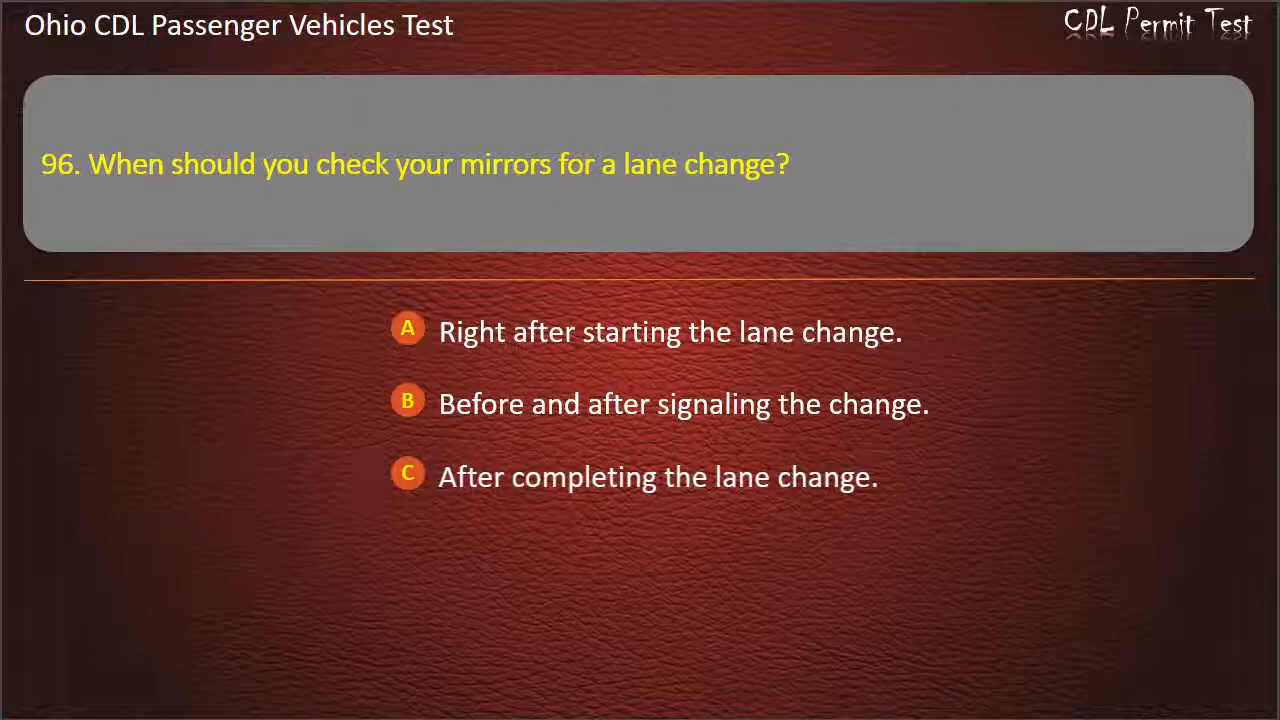 Ohio CDL Passenger Vehicles Test
CDL Permit Test
96. When should you check your mirrors for a lane change?
A Right after starting the lane change.
B Before and after signaling the change.
C After completing the lane change.